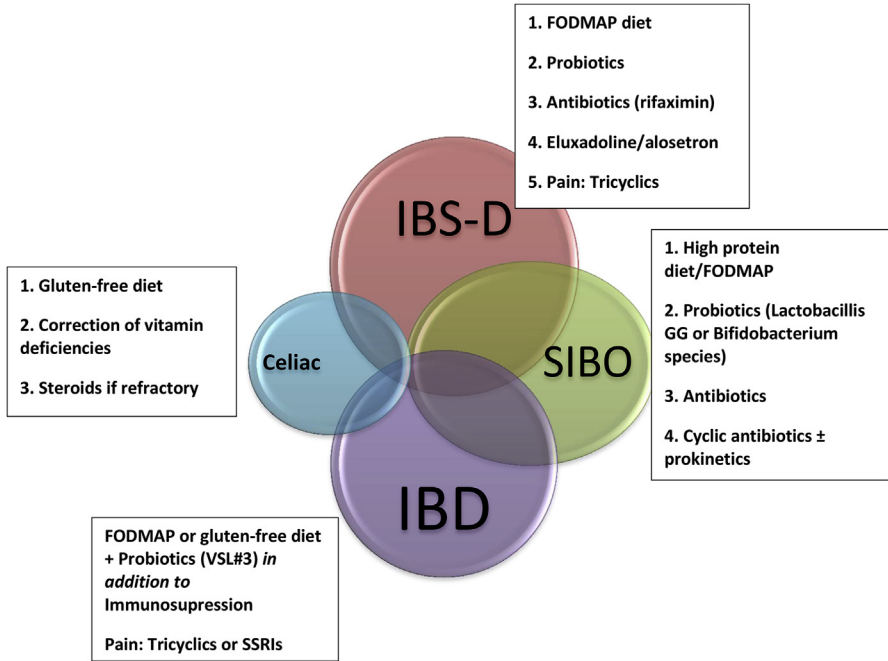 1. FODMAP diet
2. Probiotics
3. Antibiotics (rifaximin)
4. Eluxadoline/alosetron
5. Pain: Tricyclics
IBS-D
1. High protein
diet/FODMAP
2. Probiotics (Lactobacillis
GG or Bifidobacterium
species)
3. Antibiotics
4. Cyclic antibiotics ±
prokinetics
1. Gluten-free diet
2. Correction of vitamin
deficiencies
3. Steroids if refractory
Celiac
SIBO
IBD
FODMAP or gluten-free diet
+ Probiotics (VSL#3) in
addition to
Immunosupression
Pain: Tricyclics or SSRIs